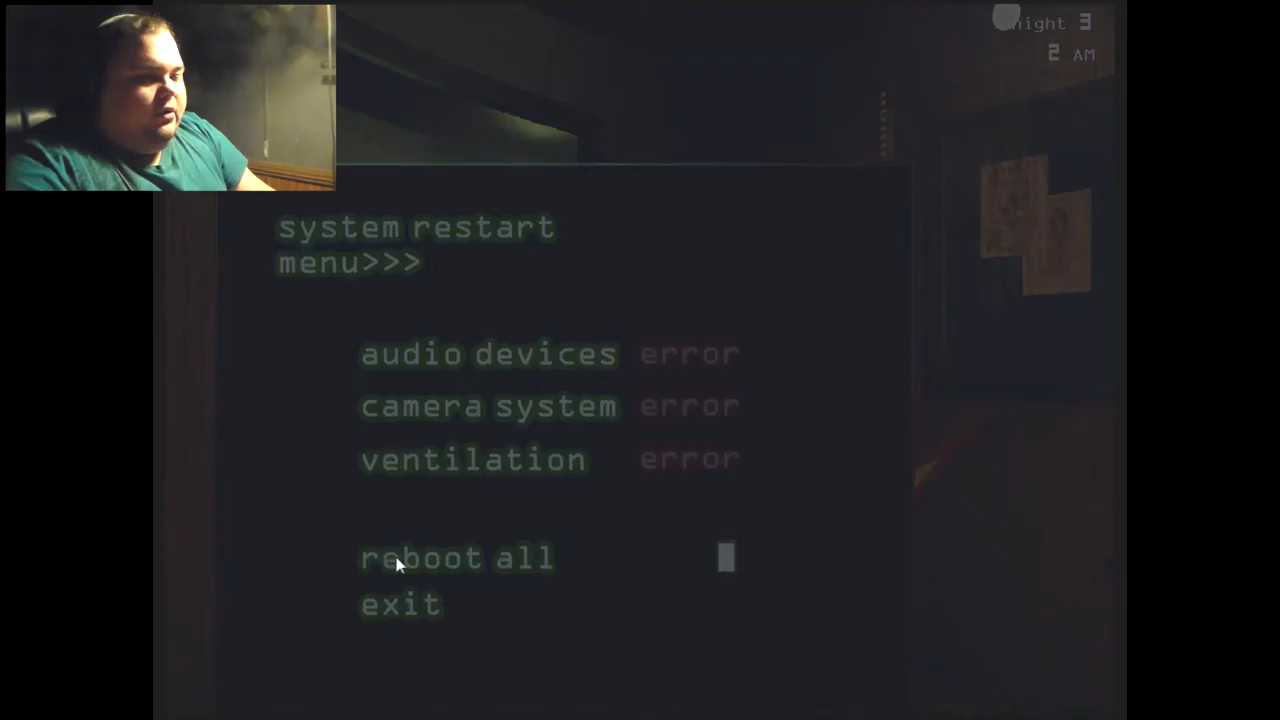 night 3
2 AM
system restart
menu>>>
audio devices error
camera system error
ventilation error
reboot all
exit